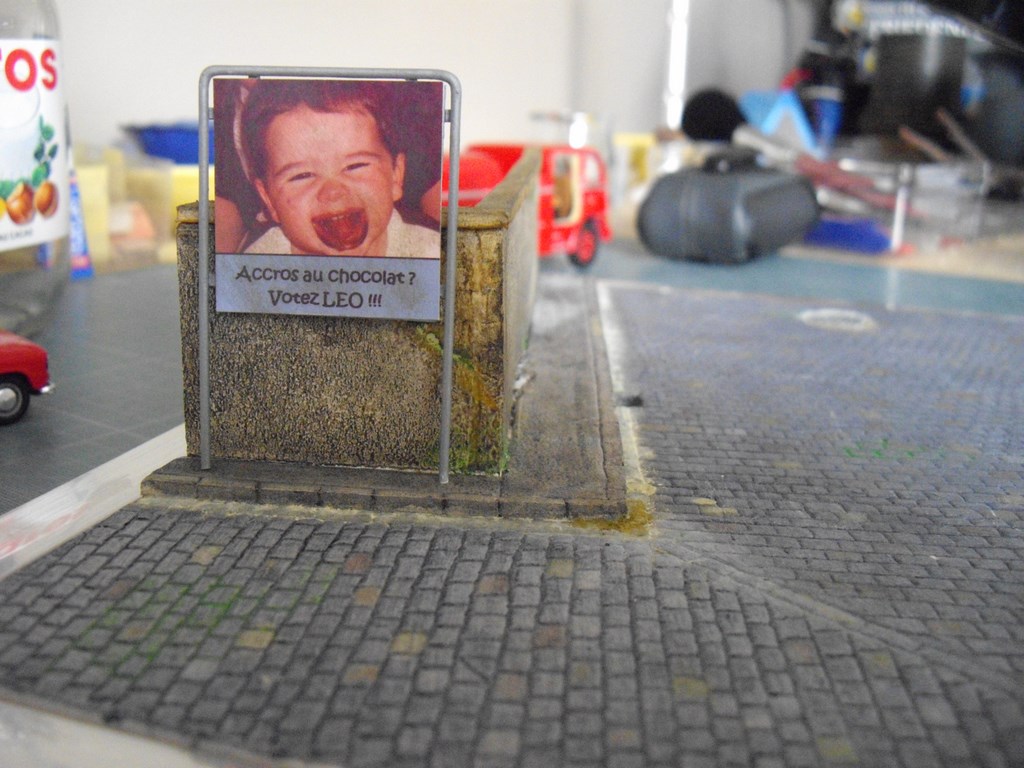 OS
Accros au chocolat ?
Votez LEO !!!